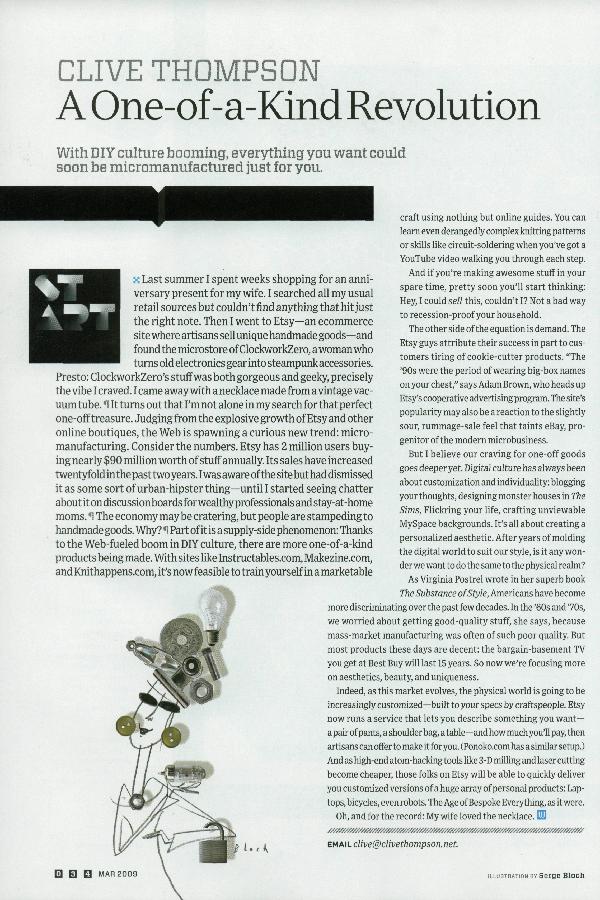 CLIVE THOMPSON
A One-of-a-Kind Revolution
With DIY culture booming, everything you want could
soon be micromanufactured just for you.
START
Last summer I spent weeks shopping for an anni-
versary present for my wife. I searched all my usual
retail sources but couldn't find anything that hit just
the right note. Then I went to Etsy—an ecommerce
site where artisans sell unique handmade goods—and
found the microstore of ClockworkZero, a woman who
turns old electronics gear into steampunk accessories.
Presto: ClockworkZero's stuff was both gorgeous and geeky, precisely
the vibe I craved. I came away with a necklace made from a vintage vac-
uum tube. ¶ It turns out that I'm not alone in my search for that perfect
one-off treasure. Judging from the explosive growth of Etsy and other
online boutiques, the Web is spawning a curious new trend: micro-
manufacturing. Consider the numbers. Etsy has 2 million users buy-
ing nearly $90 million worth of stuff annually. Its sales have increased
twentyfold in the past two years. I was aware of the site but had dismissed
it as some sort of urban-hipster thing—until I started seeing chatter
about it on discussion boards for wealthy professionals and stay-at-home
moms. ¶ The economy may be cratering, but people are stampeding to
handmade goods. Why? ¶ Part of it is a supply-side phenomenon: Thanks
to the Web-fueled boom in DIY culture, there are more one-of-a-kind
products being made. With sites like Instructables.com, Makezine.com,
and Knithappens.com, it's now feasible to train yourself in a marketable
craft using nothing but online guides. You can
learn even derangedly complex knitting patterns
or skills like circuit-soldering when you've got a
YouTube video walking you through each step.
And if you're making awesome stuff in your
spare time, pretty soon you'll start thinking:
Hey, I could sell this, couldn't I? Not a bad way
to recession-proof your household.
The other side of the equation is demand. The
Etsy guys attribute their success in part to cus-
tomers tiring of cookie-cutter products. "The
'90s were the period of wearing big-box names
on your chest," says Adam Brown, who heads up
Etsy's cooperative advertising program. The site's
popularity may also be a reaction to the slightly
sour, rummage-sale feel that taints eBay, pro-
genitor of the modern microbusiness.
But I believe our craving for one-off goods
goes deeper yet. Digital culture has always been
about customization and individuality: blogging
your thoughts, designing monster houses in The
Sims, Flickring your life, crafting unviewable
MySpace backgrounds. It's all about creating a
personalized aesthetic. After years of molding
the digital world to suit our style, is it any won-
der we want to do the same to the physical realm?
As Virginia Postrel wrote in her superb book
The Substance of Style, Americans have become
more discriminating over the past few decades. In the '60s and '70s,
we worried about getting good-quality stuff, she says, because
mass-market manufacturing was often of such poor quality. But
most products these days are decent: the bargain-basement TV
you get at Best Buy will last 15 years. So now we're focusing more
on aesthetics, beauty, and uniqueness.
Indeed, as this market evolves, the physical world is going to be
increasingly customized—built to your specs by craftspeople. Etsy
now runs a service that lets you describe something you want—
a pair of pants, a shoulder bag, a table—and how much you'll pay, then
artisans can offer to make it for you. (Ponoko.com has a similar setup.)
And as high-end atom-hacking tools like 3-D milling and laser cutting
become cheaper, those folks on Etsy will be able to quickly deliver
you customized versions of a huge array of personal products: Lap-
tops, bicycles, even robots. The Age of Bespoke Everything, as it were.
Oh, and for the record: My wife loved the necklace.
EMAIL clive@clivethompson.net.
Bloch
0 3 4 MAR 2009
ILLUSTRATION BY Serge Bloch